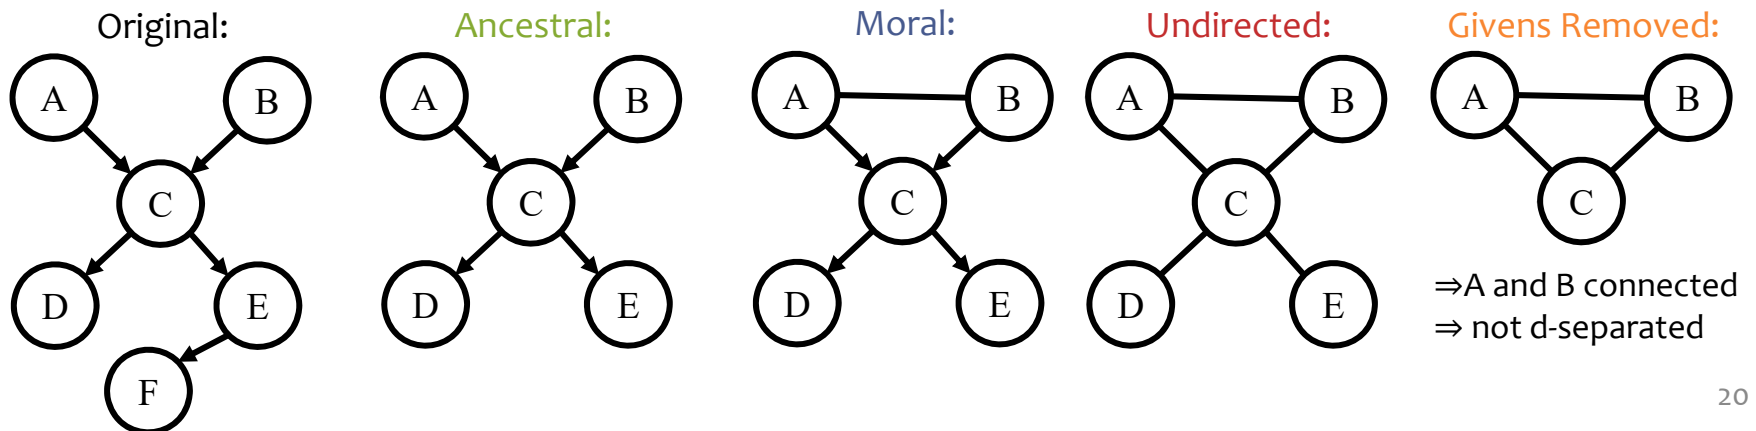 Original:
Ancestral:
Moral:
Undirected:
Givens Removed:
A
B
C
D
E
F
A
B
C
D
E
A
B
C
D
E
A
B
C
D
E
A
B
C
⇒A and B connected
⇒ not d-separated
20